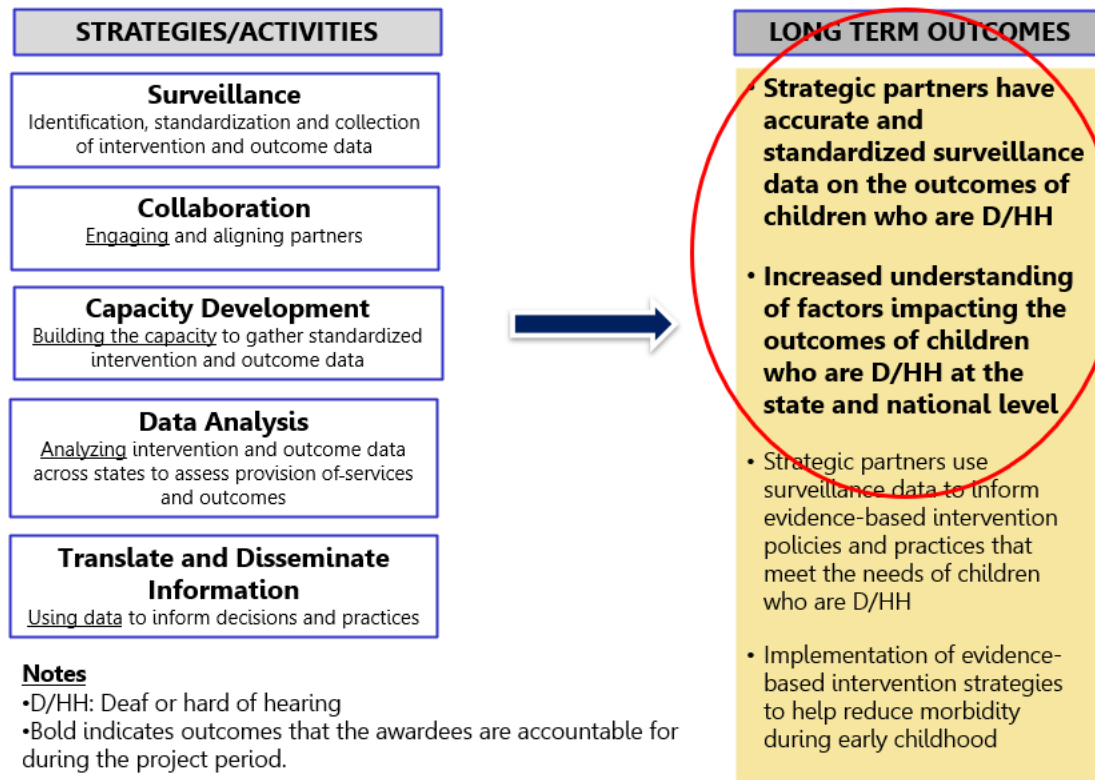 STRATEGIES/ACTIVITIES
Surveillance
Identification, standardization and collection
of intervention and outcome data
Collaboration
Engaging and aligning partners
Capacity Development
Building the capacity to gather standardized
intervention and outcome data
Data Analysis
Analyzing intervention and outcome data
across states to assess provision of-services
and outcomes
Translate and Disseminate
Information
Using data to inform decisions and practices
Notes
•D/HH: Deaf or hard of hearing
•Bold indicates outcomes that the awardees are accountable for
during the project period.
LONG TERM OUTCOMES
• Strategic partners have
accurate and
standardized surveillance
data on the outcomes of
children who are D/HH
• Increased understanding
of factors impacting the
outcomes of children
who are D/HH at the
state and national level
• Strategic partners use
surveillance data to inform
evidence-based intervention
policies and practices that
meet the needs of children
who are D/HH
• Implementation of evidence-
based intervention strategies
to help reduce morbidity
during early childhood